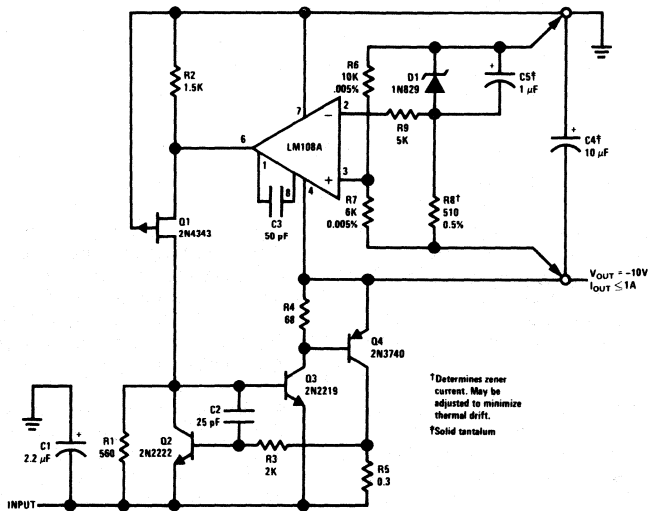 R2
1.5K
7
6
LM108A
1
8
C3
50 pF
4
2
3
R6
10K
.005%
D1
1N829
C5†
1 µF
R9
5K
R7
6K
0.005%
R8†
510
0.5%
C4†
10 µF
Q1
2N4343
VOUT = -10V
IOUT ≤ 1A
R4
68
Q4
2N3740
Q3
2N2219
†Determines zener
current. May be
adjusted to minimize
thermal drift.
†Solid tantalum
C1
2.2 µF
R1
560
Q2
2N2222
C2
25 pF
R3
2K
R5
0.3
INPUT